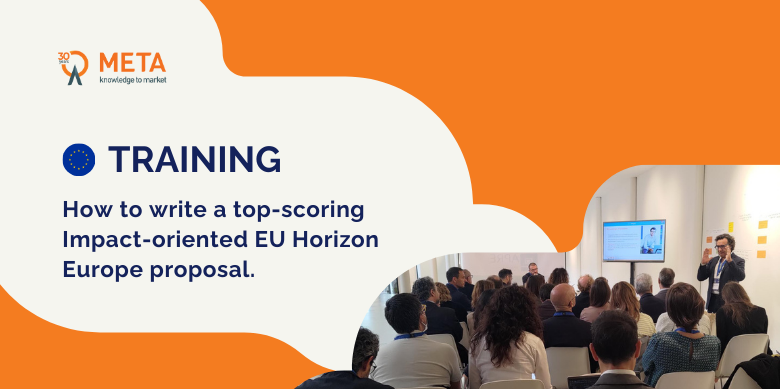 30
YEARS
META
knowledge to market
TRAINING
How to write a top-scoring
Impact-oriented EU Horizon
Europe proposal.